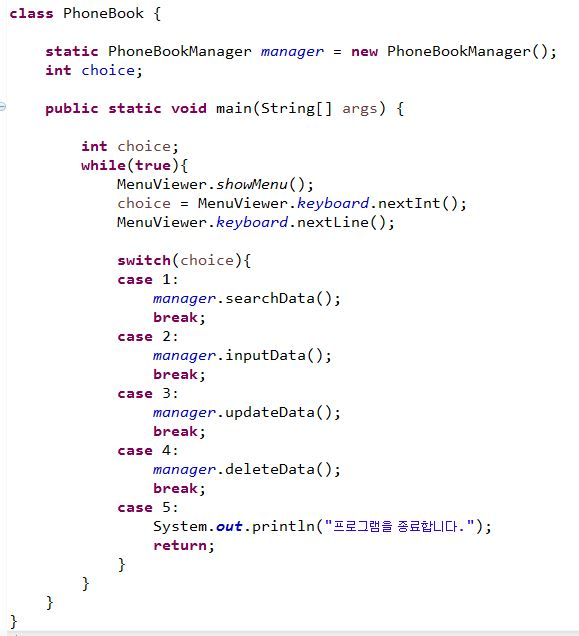 class PhoneBook {
static PhoneBookManager manager = new PhoneBookManager();
int choice;
public static void main(String[] args) {
int choice;
while(true){
MenuViewer.showMenu();
choice = MenuViewer.keyboard.nextInt();
MenuViewer.keyboard.nextLine();
switch(choice){
case 1:
manager.searchData();
break;
case 2:
manager.inputData();
break;
case 3:
manager.updateData();
break;
case 4:
manager.deleteData();
break;
case 5:
System.out.println("프로그램을 종료합니다.");
return;
}
}
}
}